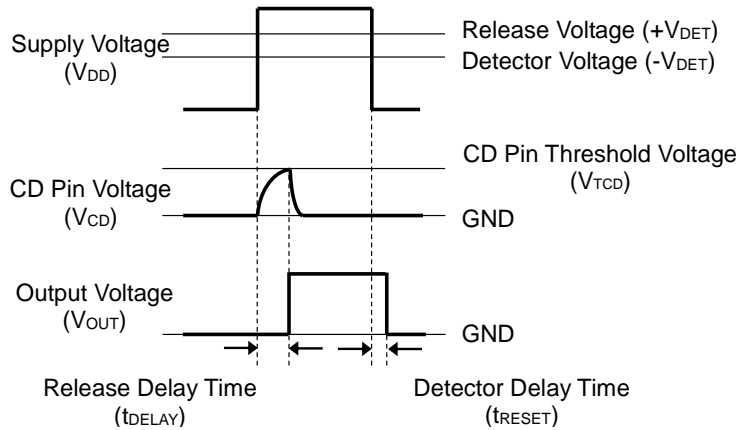 Supply Voltage
(VDD)
Release Voltage (+VDET)
Detector Voltage (-VDET)
CD Pin Threshold Voltage
(VTCD)
CD Pin Voltage
(VCD)
GND
Output Voltage
(VOUT)
GND
Release Delay Time
(tDELAY)
Detector Delay Time
(tRESET)